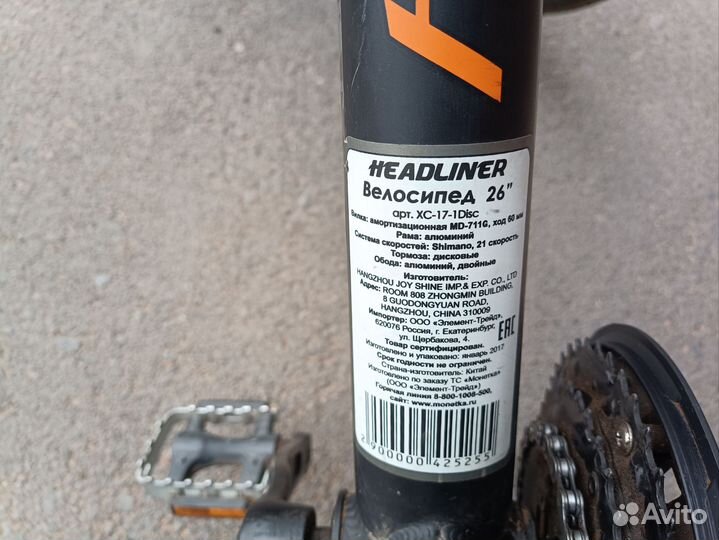 HEADLINER
Велосипед 26"
арт. XC-17-1Disc
Вилка: амортизационная MD-711G, ход 60 мм
Рама: алюминий
Система скоростей: Shimano, 21 скорость
Тормоза: дисковые
Обода: алюминий, двойные
Изготовитель:
HANGZHOU JOY SHINE IMP.& EXP. CO., LTD
Адрес: ROOM 808 ZHONGMIN BUILDING,
8 GUODONGYUAN ROAD,
HANGZHOU, CHINA 310009
Импортер: ООО «Элемент-Трейд»,
620076 Россия, г. Екатеринбург,
ул. Щербакова, 4.
EAC
Товар сертифицирован.
Изготовлено и упаковано: январь 2017
Срок годности не ограничен.
Страна-изготовитель: Китай
Изготовлено по заказу ТС «Монетка»
(ООО «Элемент-Трейд»)
Горячая линия 8-800-1008-500,
сайт: www.monetka.ru
2 900000 425255
Avito